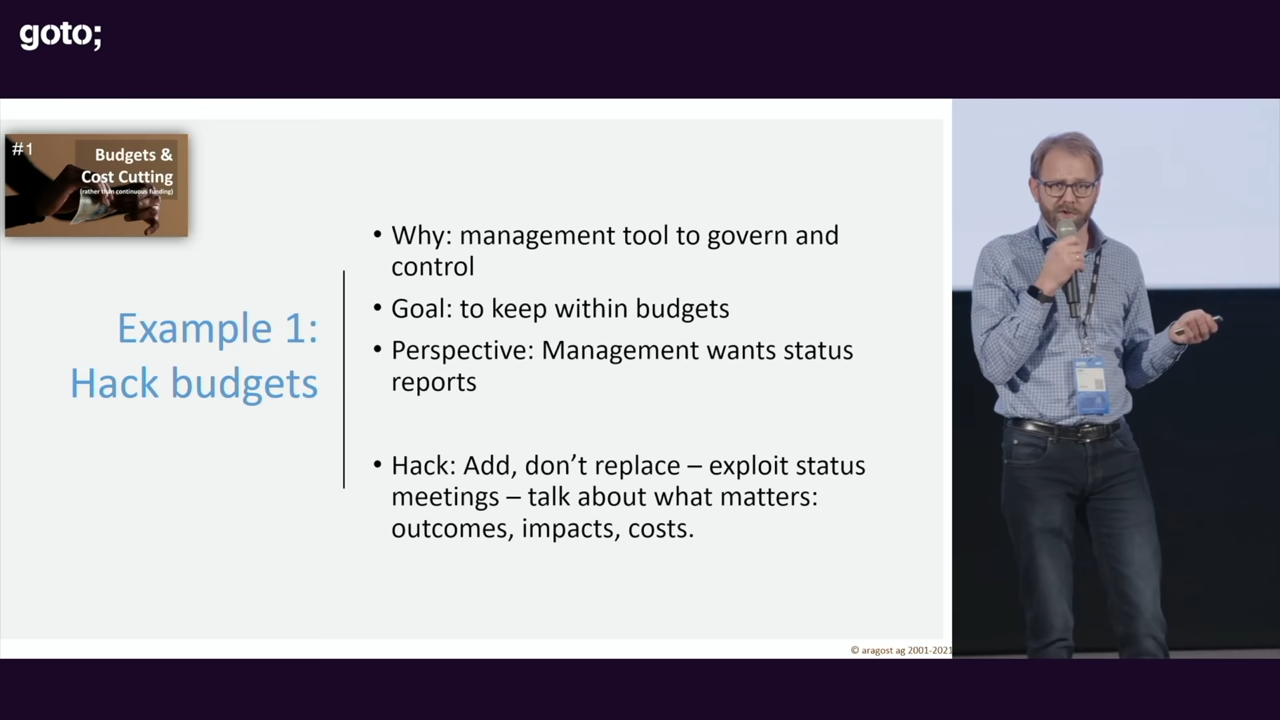 goto;
#1
Budgets &
Cost Cutting
(rather than continuous funding)
Example 1:
Hack budgets
• Why: management tool to govern and
control
• Goal: to keep within budgets
• Perspective: Management wants status
reports
• Hack: Add, don’t replace – exploit status
meetings – talk about what matters:
outcomes, impacts, costs.
© aragost ag 2001-2021